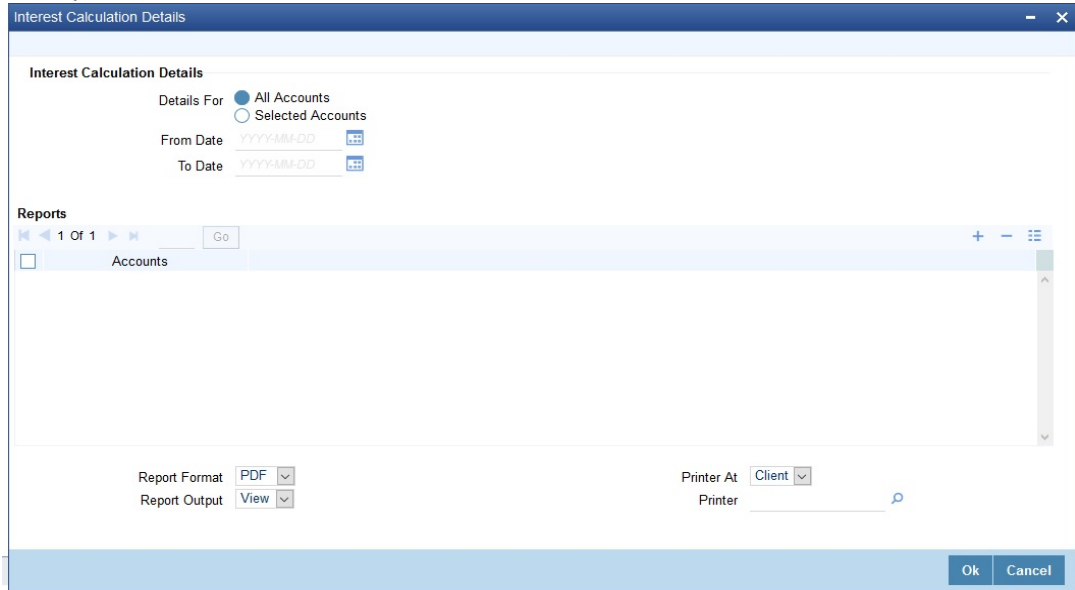 Interest Calculation Details
Interest Calculation Details
Details For All Accounts
Selected Accounts
From Date YYYY-MM-DD
To Date YYYY-MM-DD
Reports
1 Of 1 Go
Accounts
Report Format PDF Printer At Client
Report Output View Printer
Ok Cancel